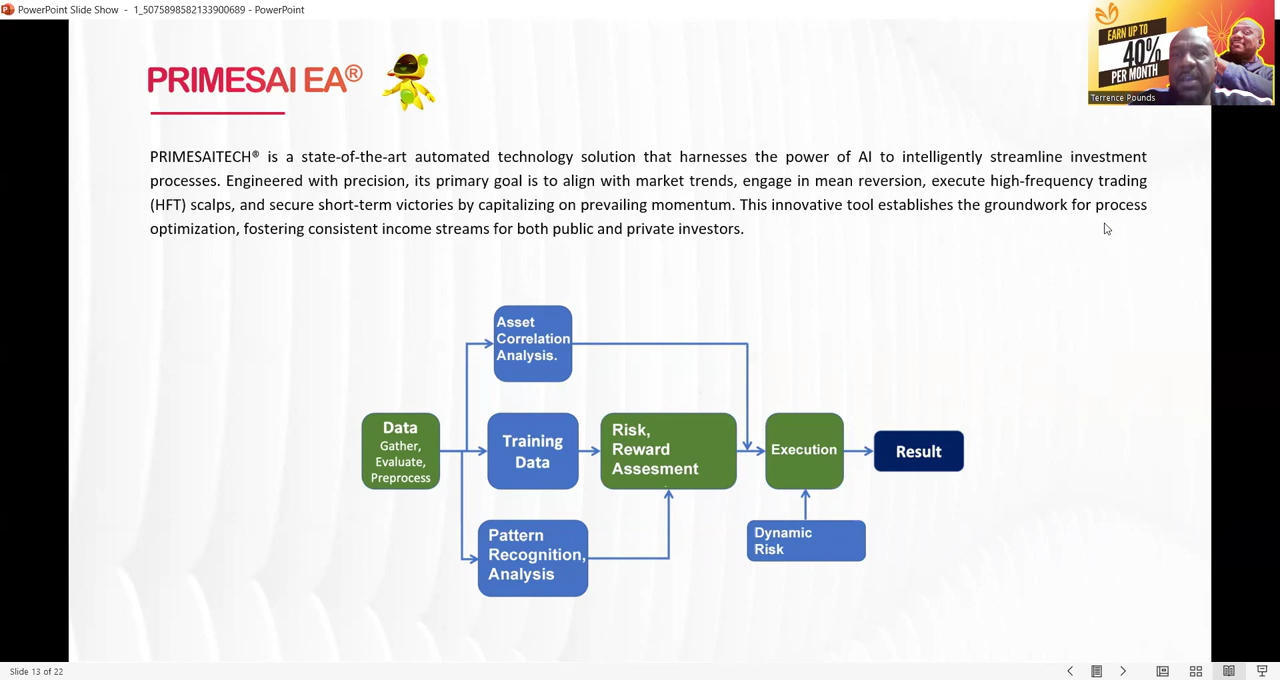 PowerPoint Slide Show - 1_5075898582133900689 - PowerPoint
EARN UP TO
40%
PER MONTH
Terrence Pounds
PRIMESAI EA®
PRIMESAITECH® is a state-of-the-art automated technology solution that harnesses the power of AI to intelligently streamline investment
processes. Engineered with precision, its primary goal is to align with market trends, engage in mean reversion, execute high-frequency trading
(HFT) scalps, and secure short-term victories by capitalizing on prevailing momentum. This innovative tool establishes the groundwork for process
optimization, fostering consistent income streams for both public and private investors.
Asset
Correlation
Analysis.
Data
Gather,
Evaluate,
Preprocess
Training
Data
Risk,
Reward
Assesment
Execution
Result
Pattern
Recognition,
Analysis
Dynamic
Risk
Slide 13 of 22